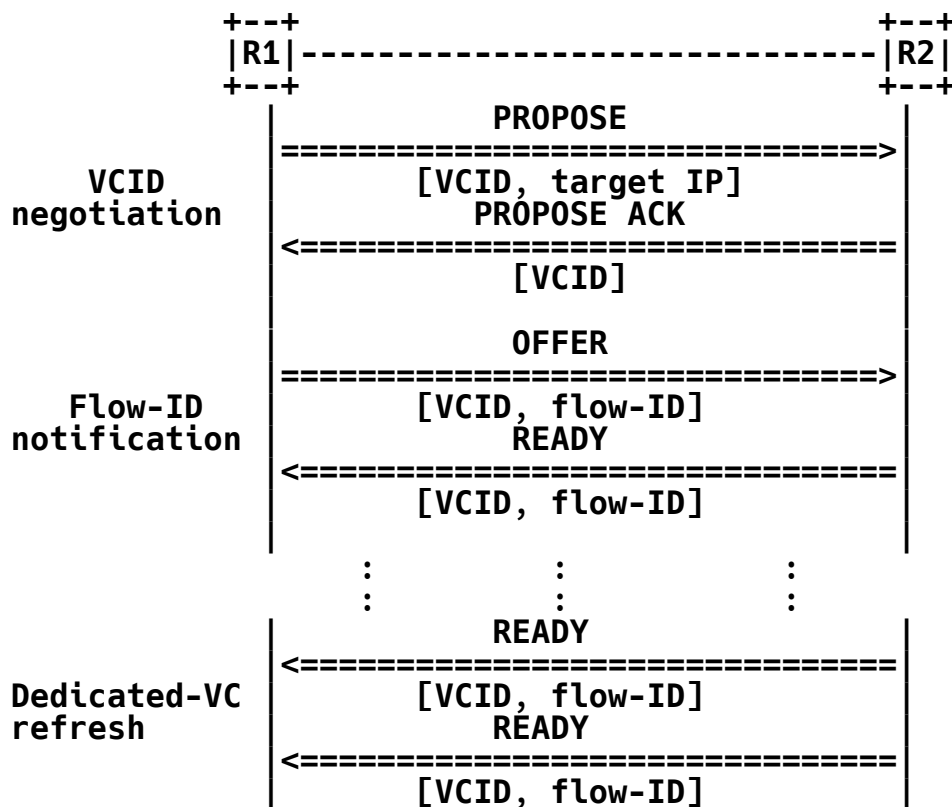 +--+                              +--+
|R1|------------------------------|R2|
+--+                              +--+
PROPOSE
===============================>
VCID [VCID, target IP]
negotiation PROPOSE ACK
<===============================
[VCID]
OFFER
===============================>
Flow-ID [VCID, flow-ID]
notification READY
<===============================
[VCID, flow-ID]
: : :
: : :
READY
<===============================
Dedicated-VC [VCID, flow-ID]
refresh READY
<===============================
[VCID, flow-ID]